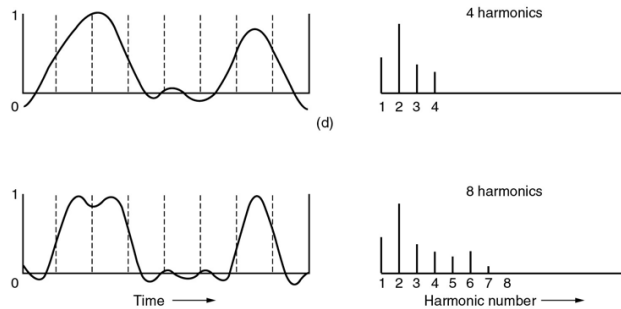 1
0
4 harmonics
1 2 3 4
(d)
1
0
Time
8 harmonics
1 2 3 4 5 6 7 8
Harmonic number